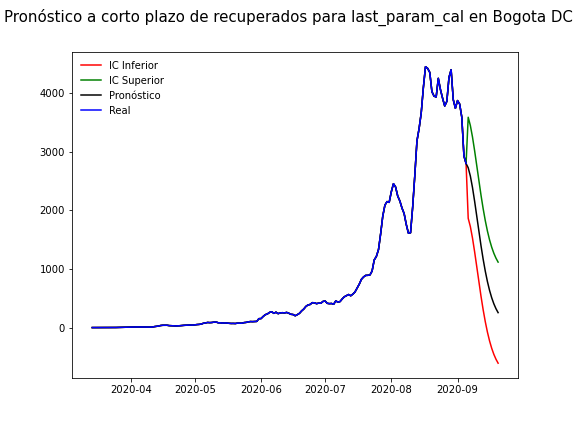 Pronóstico a corto plazo de recuperados para last_param_cal en Bogota DC
IC Inferior
IC Superior
Pronóstico
Real
4000
3000
2000
1000
0
2020-04
2020-05
2020-06
2020-07
2020-08
2020-09